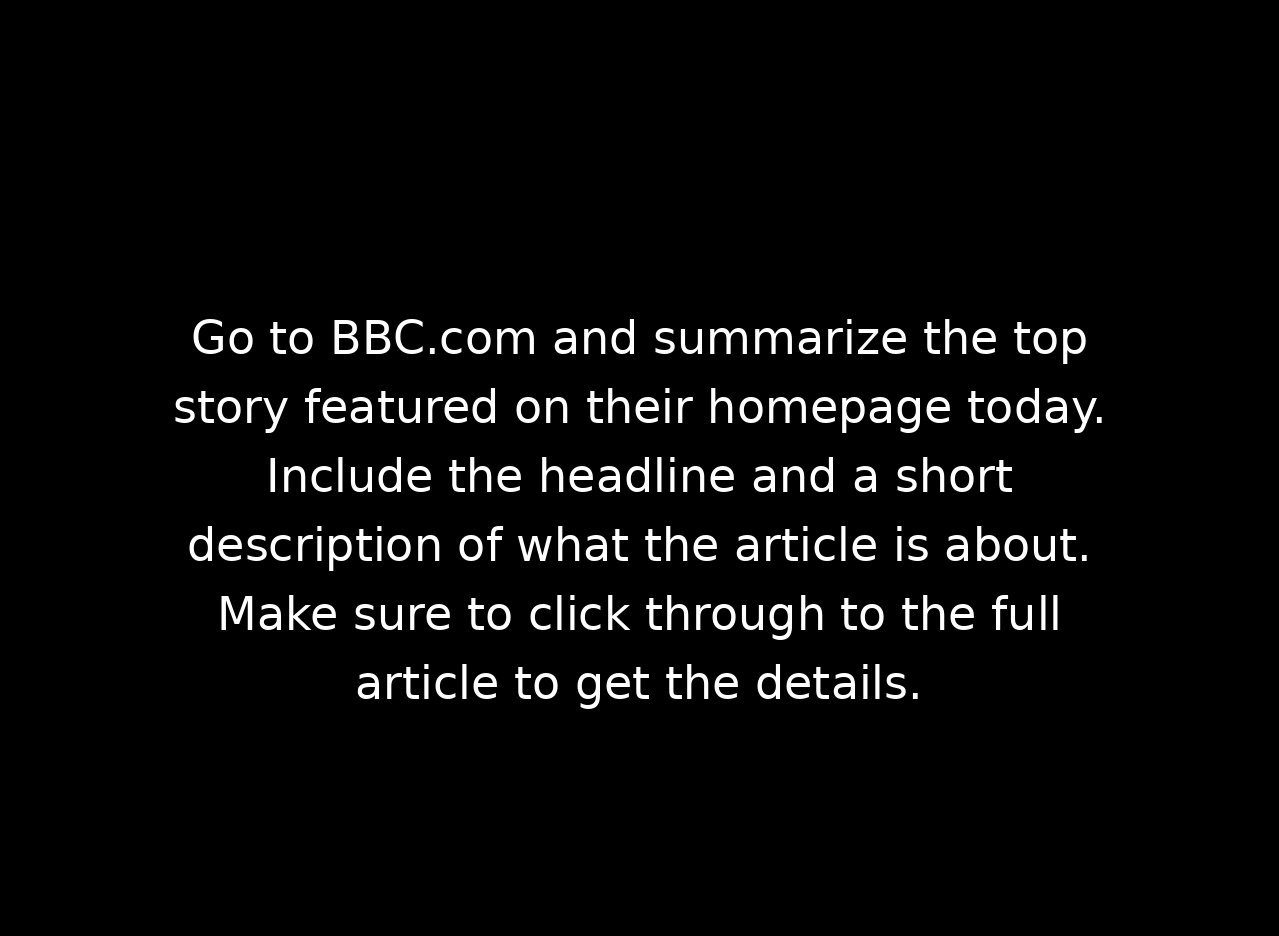 Go to BBC.com and summarize the top
story featured on their homepage today.
Include the headline and a short
description of what the article is about.
Make sure to click through to the full
article to get the details.